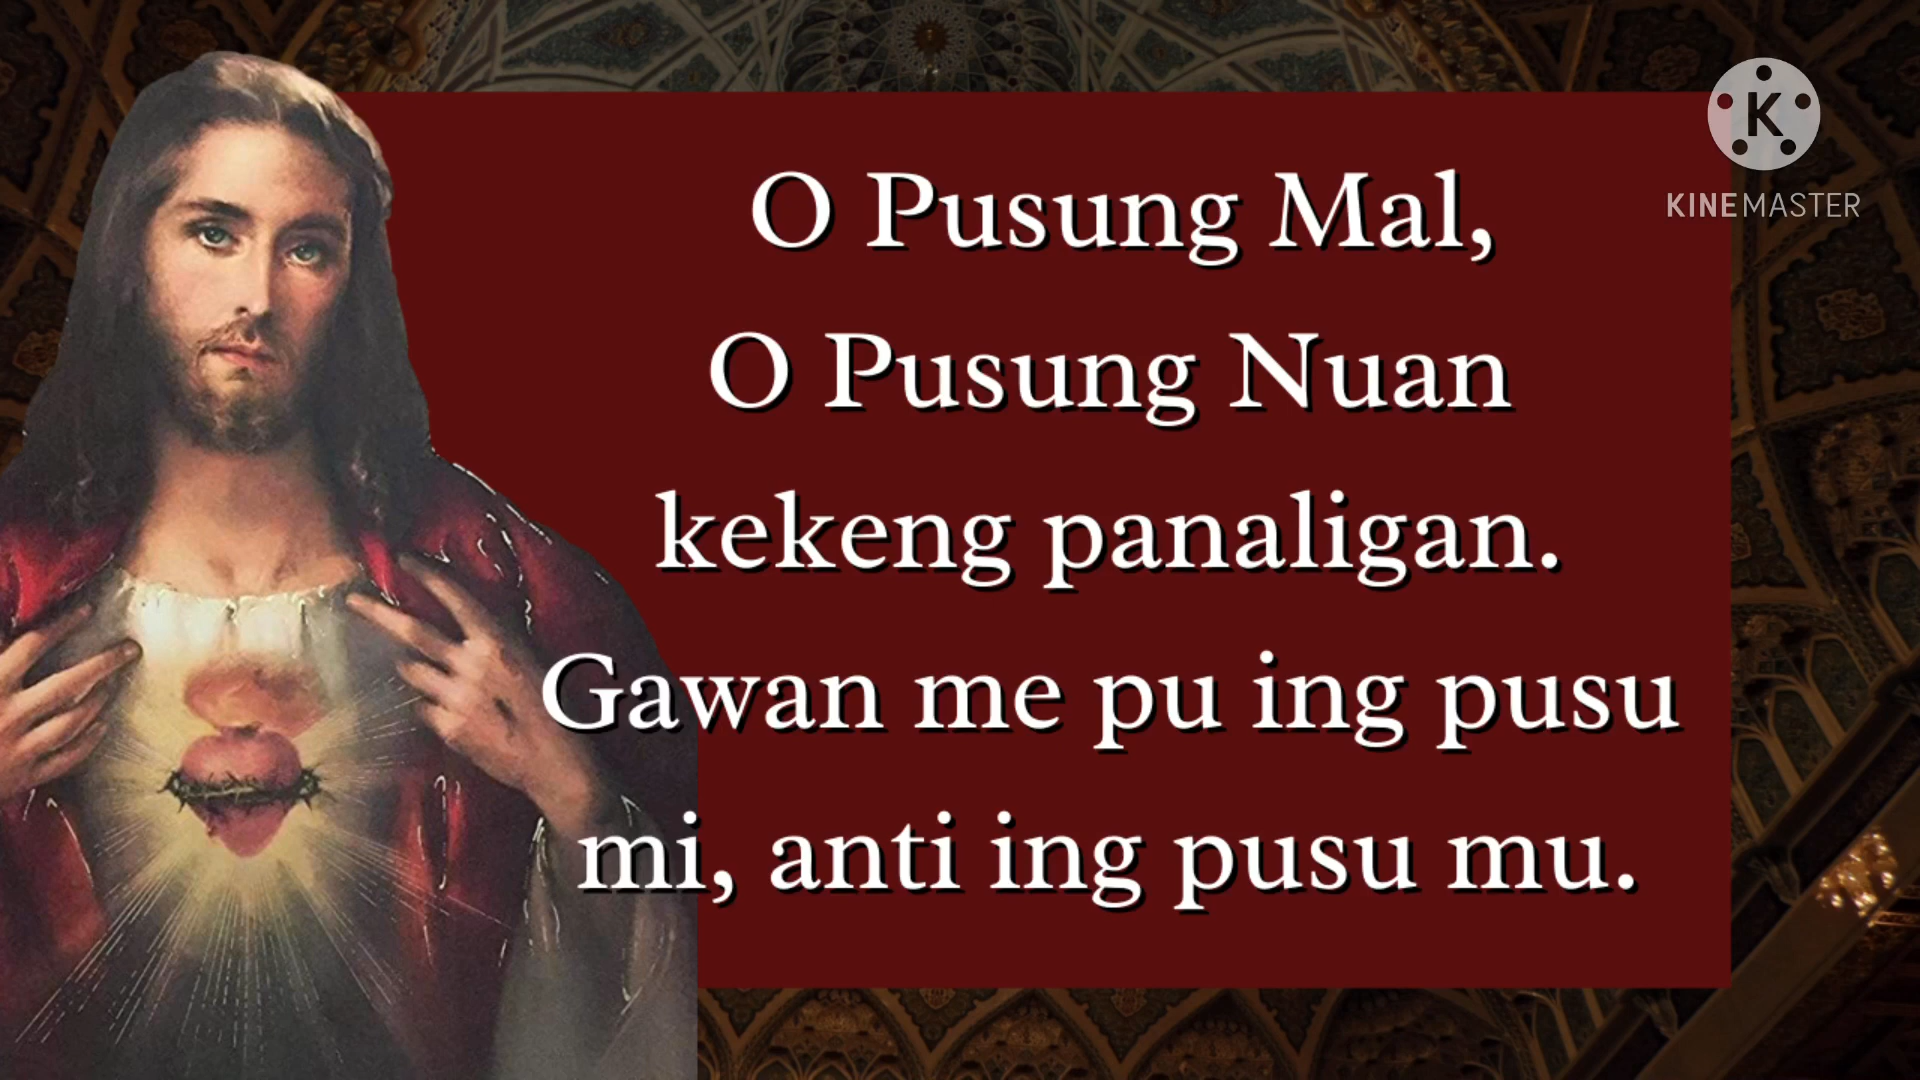 O Pusung Mal,
O Pusung Nuan
kekeng panaligan.
Gawan me pu ing pusu
mi, anti ing pusu mu.
K
KINEMASTER